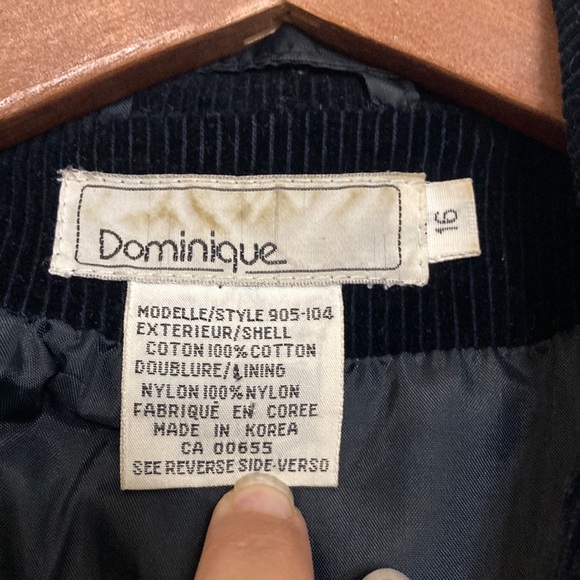 Dominique
16
MODELLE/STYLE 905-104
EXTERIEUR/SHELL
COTON 100% COTTON
DOUBLURE/LINING
NYLON 100% NYLON
FABRIQUÉ EN COREE
MADE IN KOREA
CA 00655
SEE REVERSE SIDE-VERSO